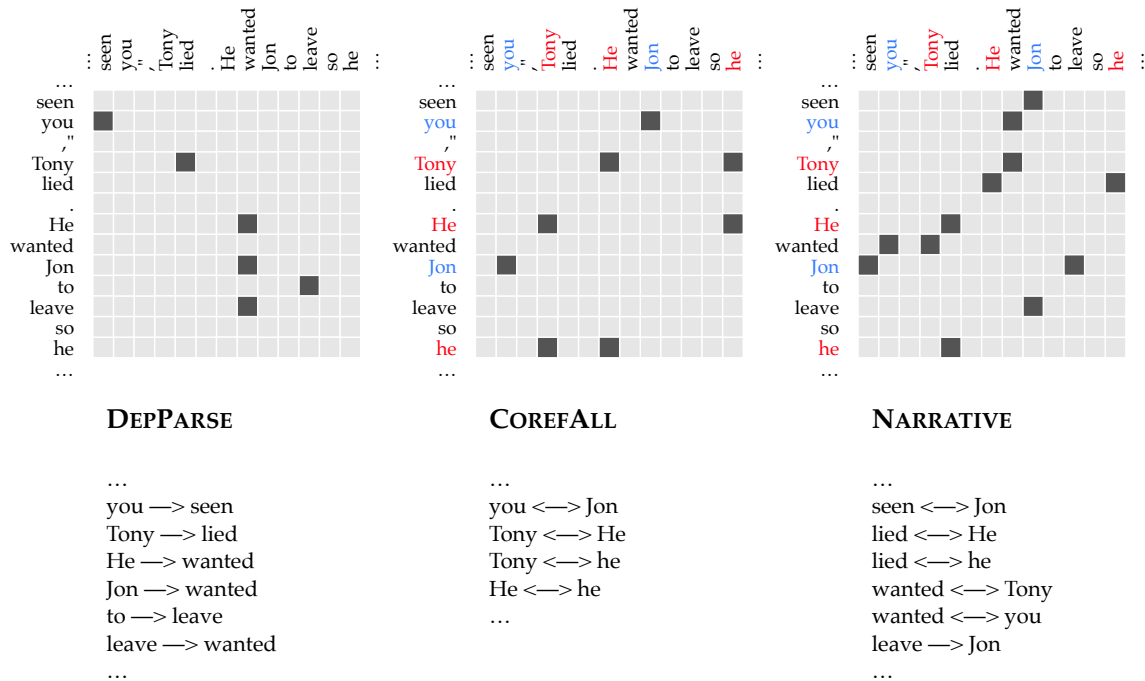 … seen you ," Tony lied . He wanted Jon to leave so he …
… seen you ," Tony lied . He wanted Jon to leave so he …
… seen you ," Tony lied . He wanted Jon to leave so he …
…
seen
you
,"
Tony
lied
.
He
wanted
Jon
to
leave
so
he
…
…
seen
you
,"
Tony
lied
.
He
wanted
Jon
to
leave
so
he
…
…
seen
you
,"
Tony
lied
.
He
wanted
Jon
to
leave
so
he
…
DEPPARSE
…
you —> seen
Tony —> lied
He —> wanted
Jon —> wanted
to —> leave
leave —> wanted
…
COREFALL
…
you <—> Jon
Tony <—> He
Tony <—> he
He <—> he
…
NARRATIVE
…
seen <—> Jon
lied <—> He
lied <—> he
wanted <—> Tony
wanted <—> you
leave —> Jon
…